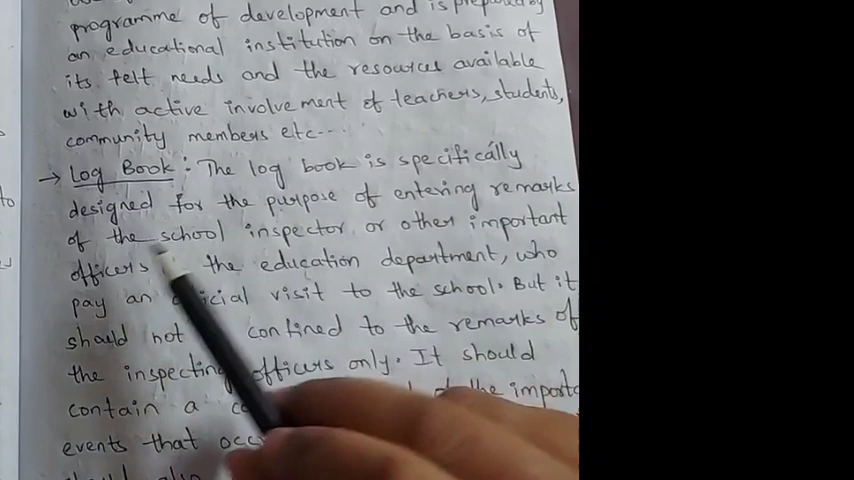 programme of development and is prepared by
an educational institution on the basis of
its felt needs and the resources available
with active involvement of teachers, students,
community members etc...
→ Log Book : The log book is specifically
designed for the purpose of entering remarks
of the school inspector or other important
officers the education department, who
pay an official visit to the school. But it
should not confined to the remarks of
the inspecting officers only. It should
contain a the
events that
should also